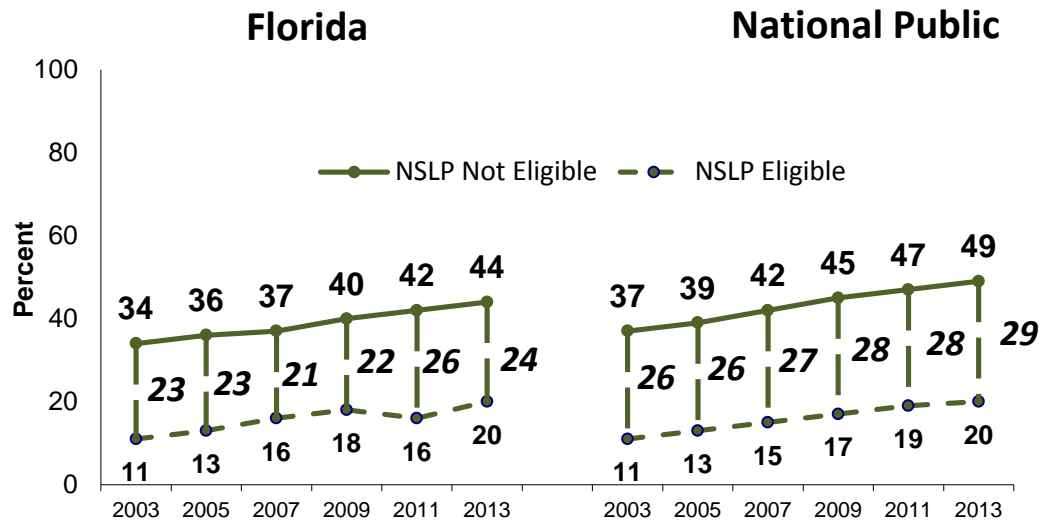 Florida
National Public
100
80
60
40
20
0
Percent
NSLP Not Eligible
NSLP Eligible
34 36 37 40 42 44
23 23 21 22 26 24
11 13 16 18 16 20
37 39 42 45 47 49
26 26 27 28 28 29
11 13 15 17 19 20
2003 2005 2007 2009 2011 2013
2003 2005 2007 2009 2011 2013